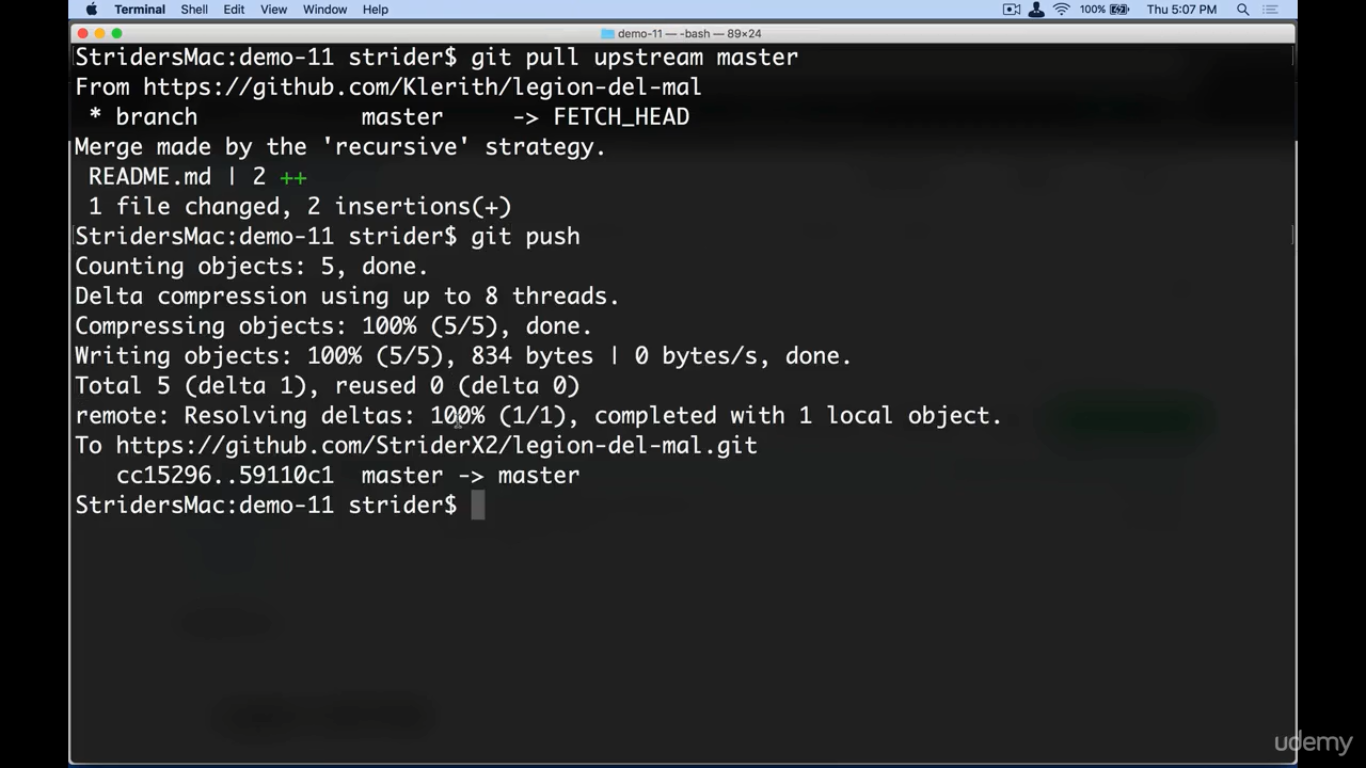 Terminal Shell Edit View Window Help 100% Thu 5:07 PM
demo-11 — -bash — 89×24
StridersMac:demo-11 strider$ git pull upstream master
From https://github.com/Klerith/legion-del-mal
 * branch            master     -> FETCH_HEAD
Merge made by the 'recursive' strategy.
 README.md | 2 ++
 1 file changed, 2 insertions(+)
StridersMac:demo-11 strider$ git push
Counting objects: 5, done.
Delta compression using up to 8 threads.
Compressing objects: 100% (5/5), done.
Writing objects: 100% (5/5), 834 bytes | 0 bytes/s, done.
Total 5 (delta 1), reused 0 (delta 0)
remote: Resolving deltas: 100% (1/1), completed with 1 local object.
To https://github.com/StriderX2/legion-del-mal.git
   cc15296..59110c1  master -> master
StridersMac:demo-11 strider$
udemy